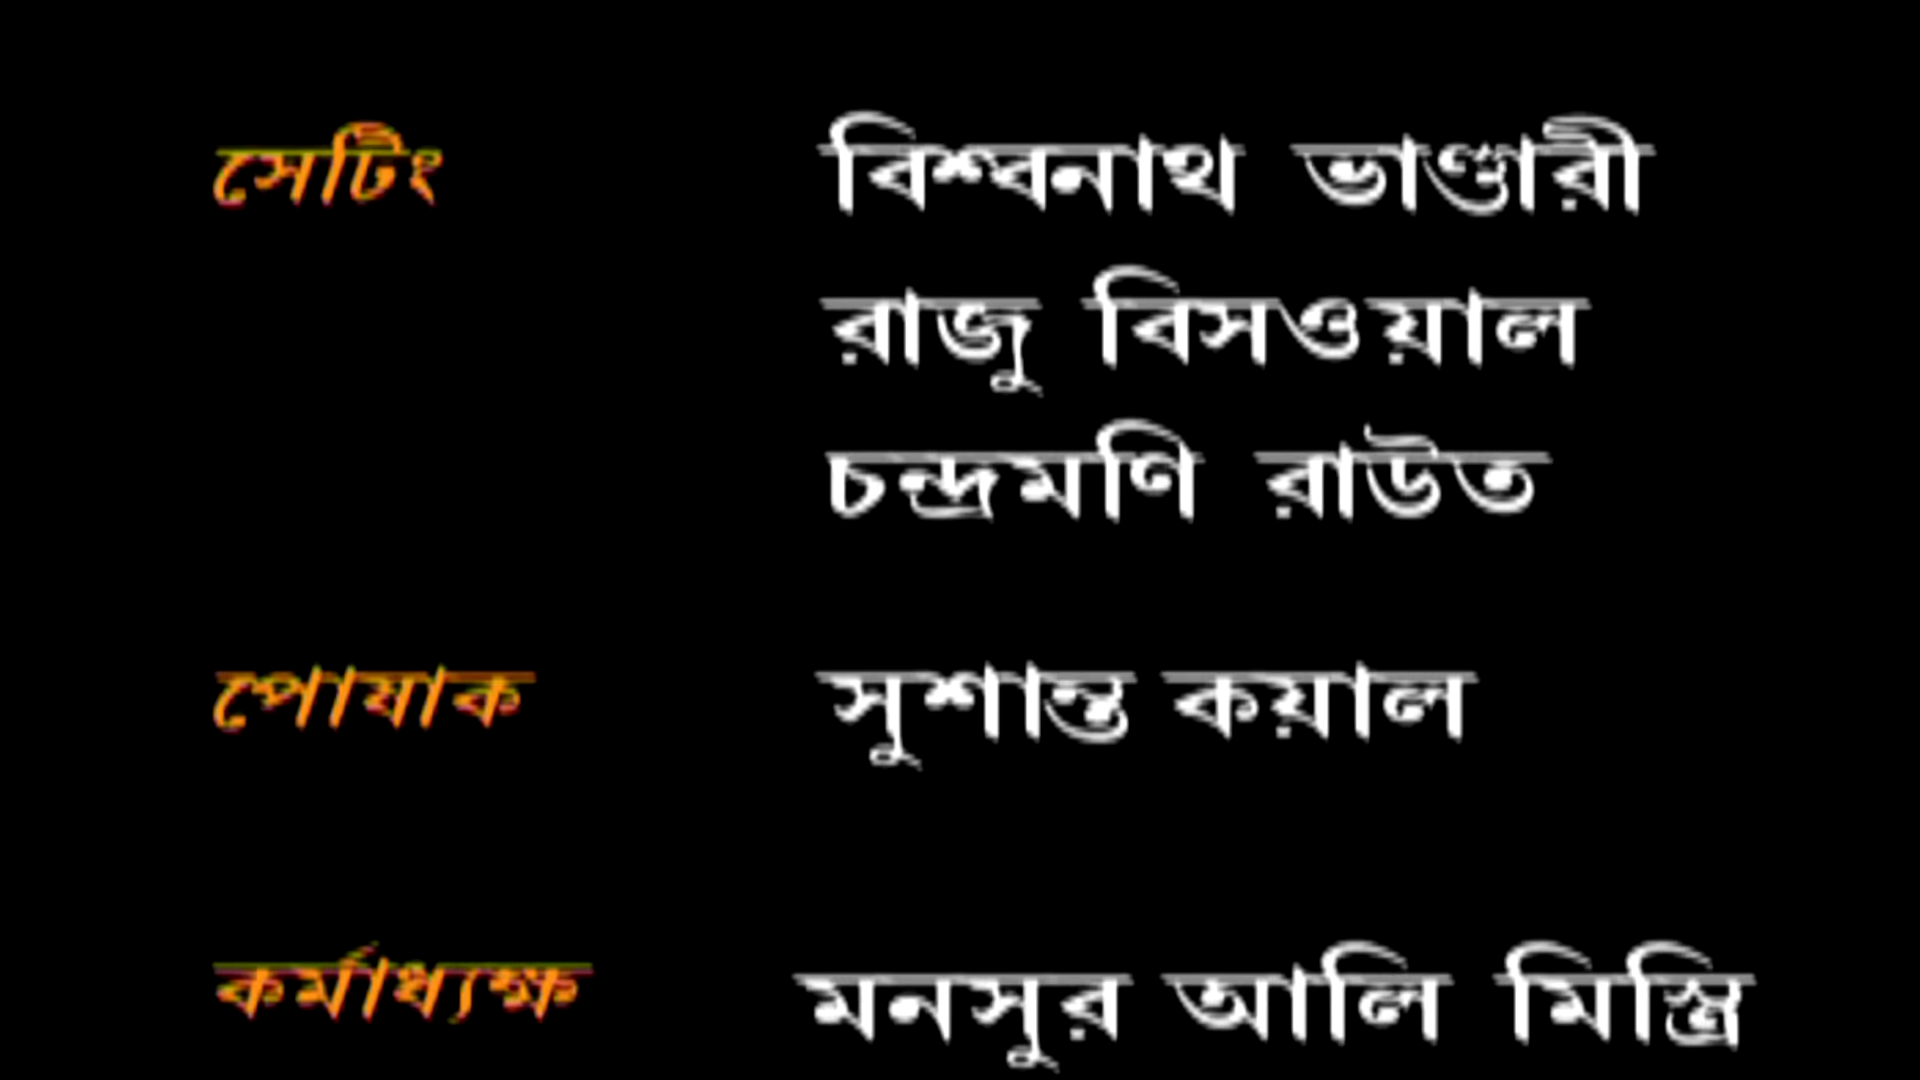 সেটিং বিশ্বনাথ ভাণ্ডারী
রাজু বিসওয়াল
চন্দ্রমণি রাউত
পোষাক সুশান্ত কয়াল
কর্মাধ্যক্ষ মনসুর আলি মিস্ত্রি